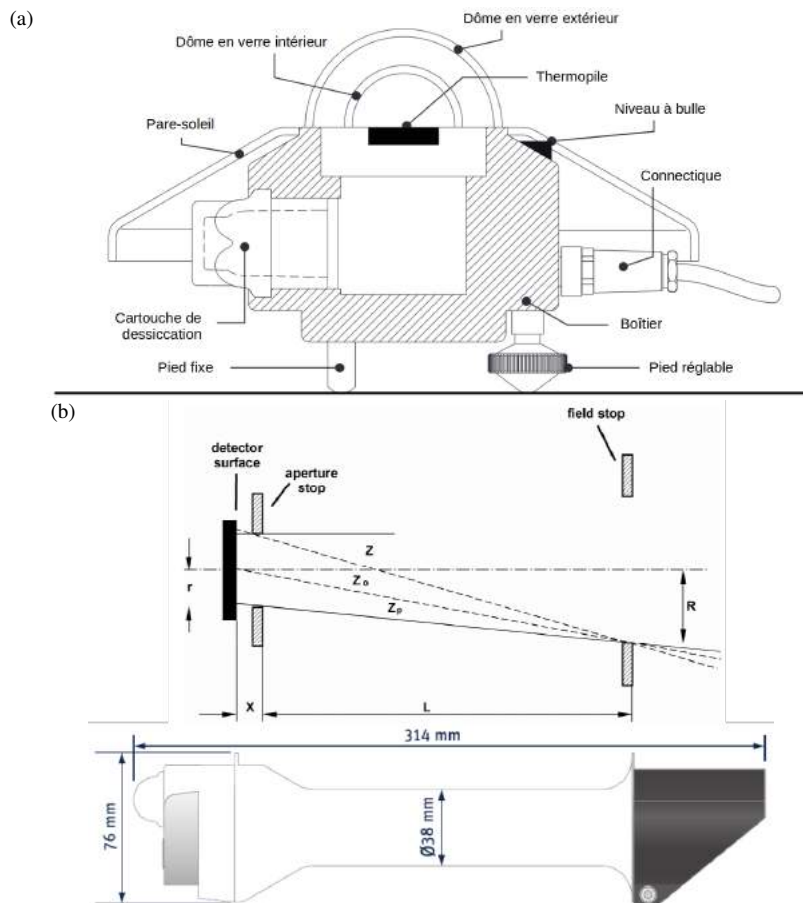 (a)
Dôme en verre extérieur
Dôme en verre intérieur
Thermopile
Niveau à bulle
Pare-soleil
Connectique
Cartouche de
dessiccation
Boîtier
Pied fixe
Pied réglable
(b)
field stop
detector
surface
aperture
stop
Z
Z₀
Zₚ
r
R
X
L
314 mm
76 mm
Ø38 mm